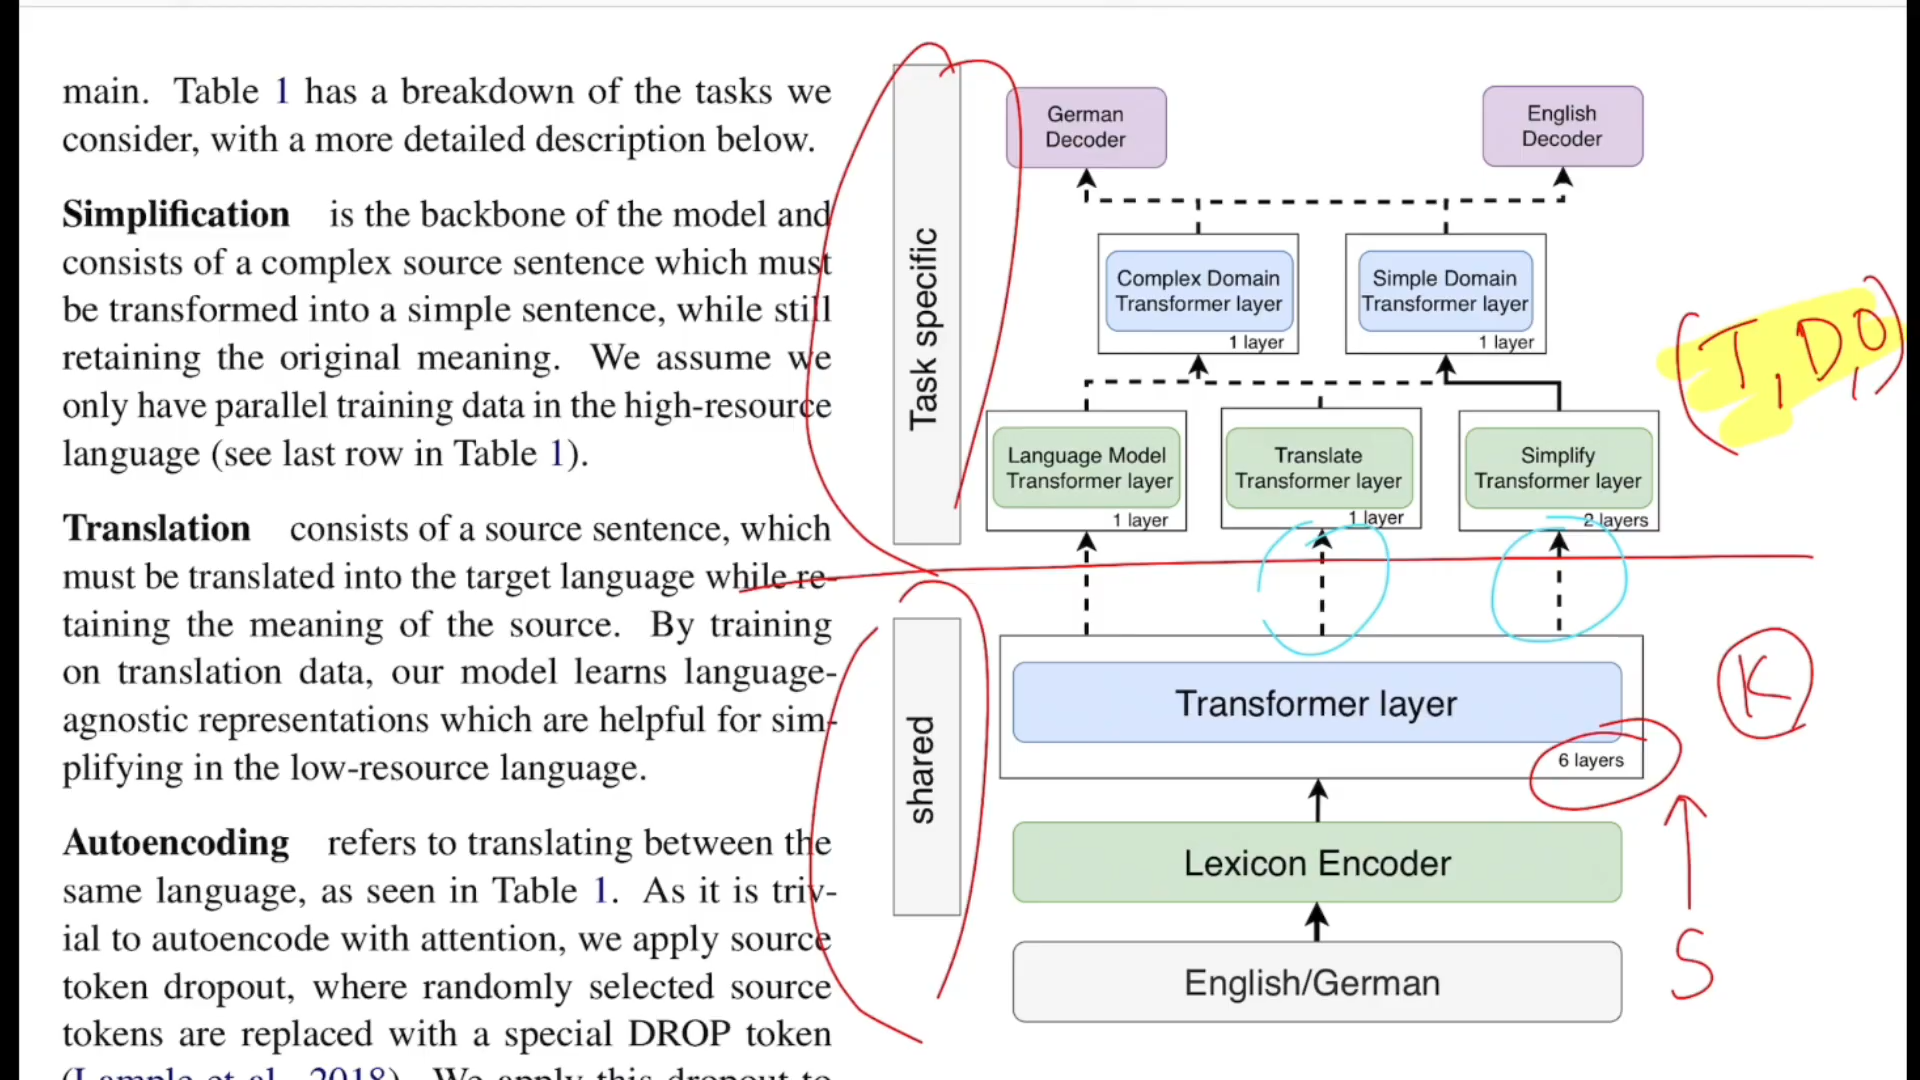 main. Table 1 has a breakdown of the tasks we
consider, with a more detailed description below.
Simplification is the backbone of the model and
consists of a complex source sentence which must
be transformed into a simple sentence, while still
retaining the original meaning. We assume we
only have parallel training data in the high-resource
language (see last row in Table 1).
Translation consists of a source sentence, which
must be translated into the target language while re-
taining the meaning of the source. By training
on translation data, our model learns language-
agnostic representations which are helpful for sim-
plifying in the low-resource language.
Autoencoding refers to translating between the
same language, as seen in Table 1. As it is triv-
ial to autoencode with attention, we apply source
token dropout, where randomly selected source
tokens are replaced with a special DROP token
(Lample et al., 2018). We apply this dropout to
Task specific
shared
German
Decoder
English
Decoder
Complex Domain
Transformer layer
1 layer
Simple Domain
Transformer layer
1 layer
Language Model
Transformer layer
1 layer
Translate
Transformer layer
1 layer
Simplify
Transformer layer
2 layers
Transformer layer
6 layers
Lexicon Encoder
English/German
(T, D, O)
K
S